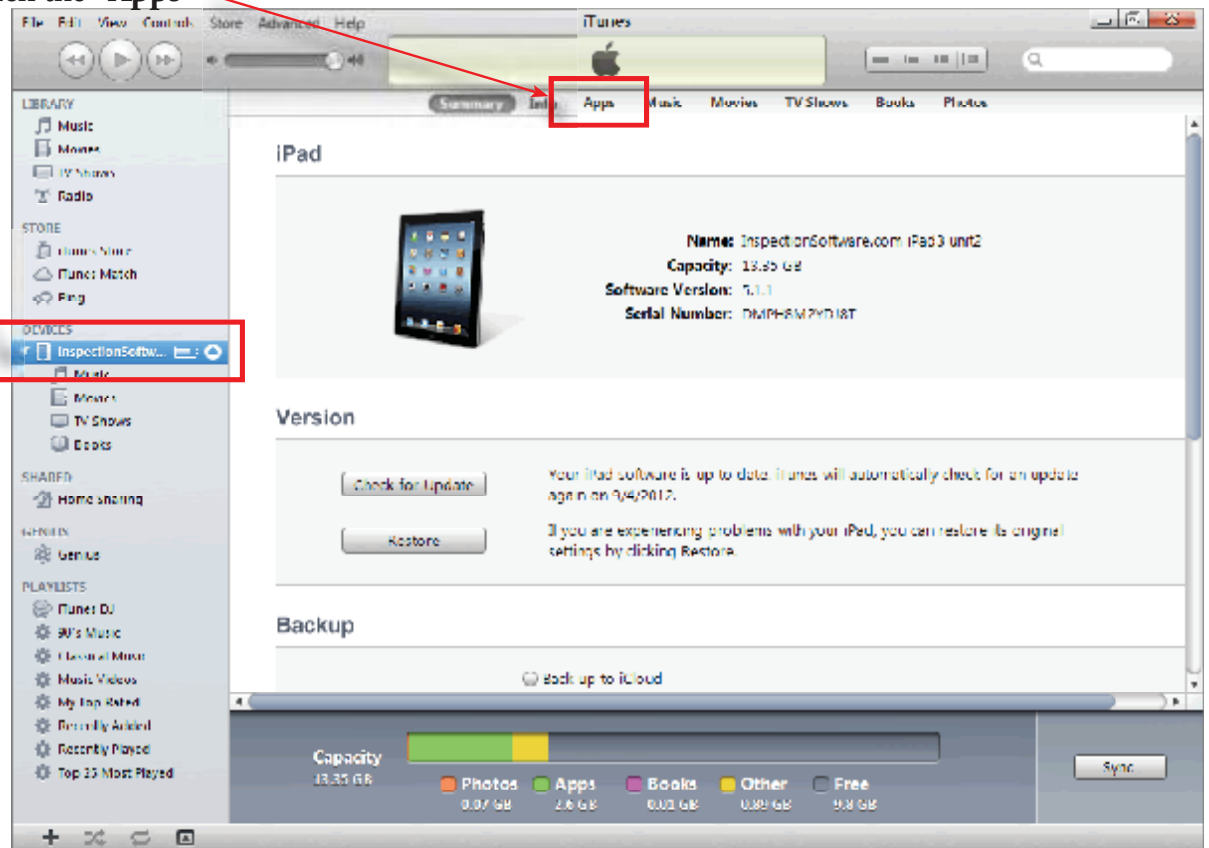 the "Apps"
File Edit View Controls Store Advanced Help
iTunes
Summary Info Apps Music Movies TV Shows Books Photos
LIBRARY
Music
Movies
TV Shows
Radio
STORE
iTunes Store
iTunes Match
Ping
DEVICES
InspectionSoftw...
Music
Movies
TV Shows
Books
SHARED
Home Sharing
GENIUS
Genius
PLAYLISTS
iTunes DJ
90's Music
Classical Music
Music Videos
My Top Rated
Recently Added
Recently Played
Top 25 Most Played
iPad
Name: InspectionSoftware.com iPad3 unit2
Capacity: 13.35 GB
Software Version: 5.1.1
Serial Number:
Version
Check for Update
Your iPad software is up to date. iTunes will automatically check for an update
again on 9/4/2012.
Restore
If you are experiencing problems with your iPad, you can restore its original
settings by clicking Restore.
Backup
Back up to iCloud
Capacity
13.35 GB
Photos
0.07 GB
Apps
2.6 GB
Books
0.01 GB
Other
0.89 GB
Free
9.8 GB
Sync